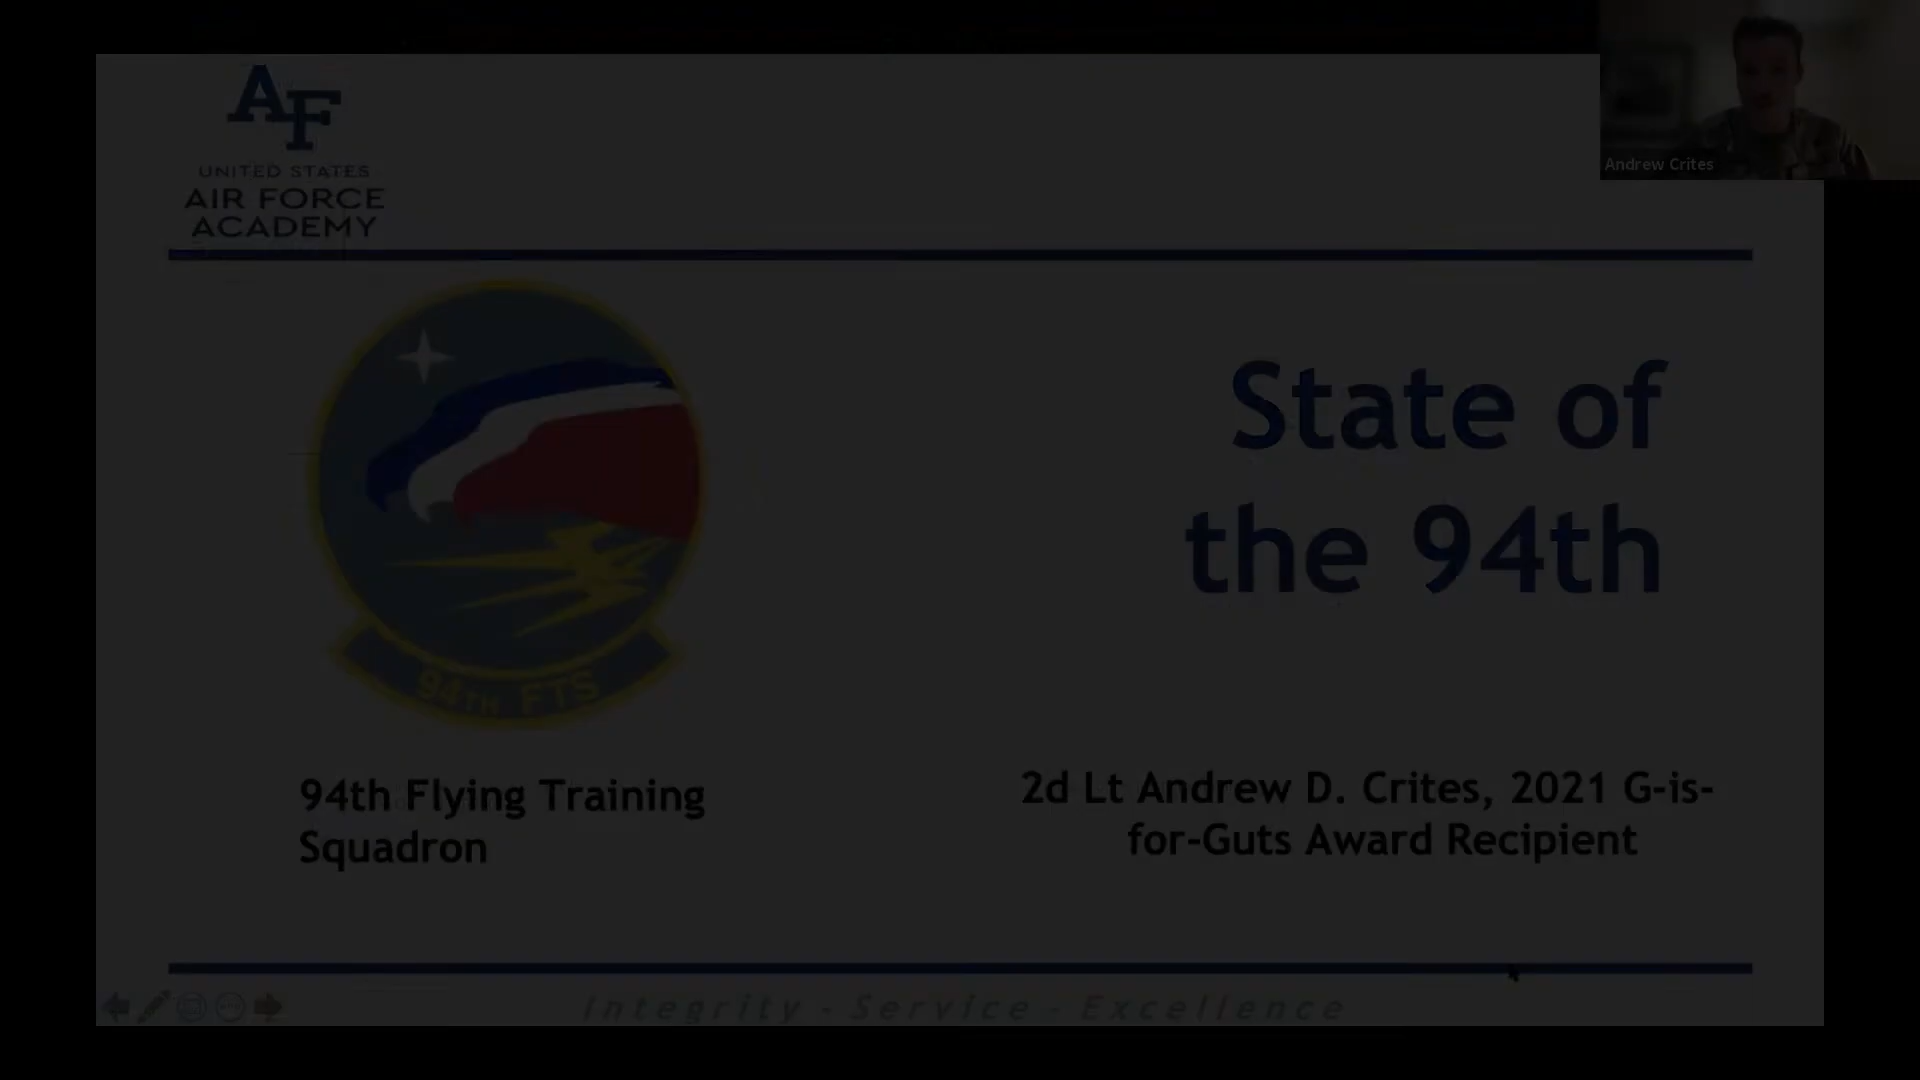 AF
UNITED STATES
AIR FORCE
ACADEMY
Andrew Crites
State of
the 94th
94TH FTS
94th Flying Training
Squadron
2d Lt Andrew D. Crites, 2021 G-is-
for-Guts Award Recipient
Integrity - Service - Excellence